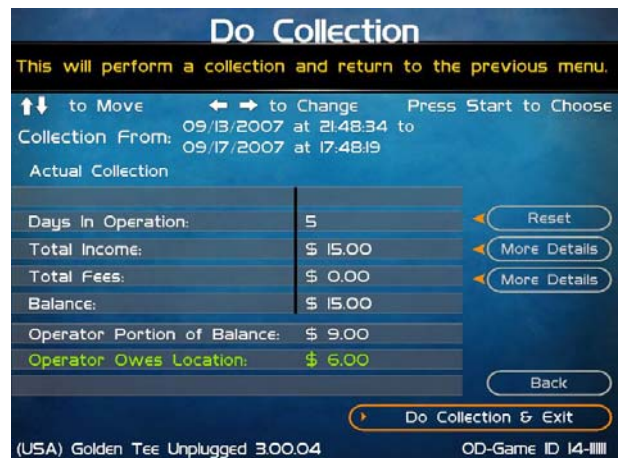 Do Collection
This will perform a collection and return to the previous menu.
to Move to Change Press Start to Choose
Collection From: 09/13/2007 at 21:48:34 to
09/17/2007 at 17:48:19
Actual Collection
Days In Operation: 5 Reset
Total Income: $ 15.00 More Details
Total Fees: $ 0.00 More Details
Balance: $ 15.00
Operator Portion of Balance: $ 9.00
Operator Owes Location: $ 6.00
Back
Do Collection & Exit
(USA) Golden Tee Unplugged 3.00.04 OD-Game ID 14-111111